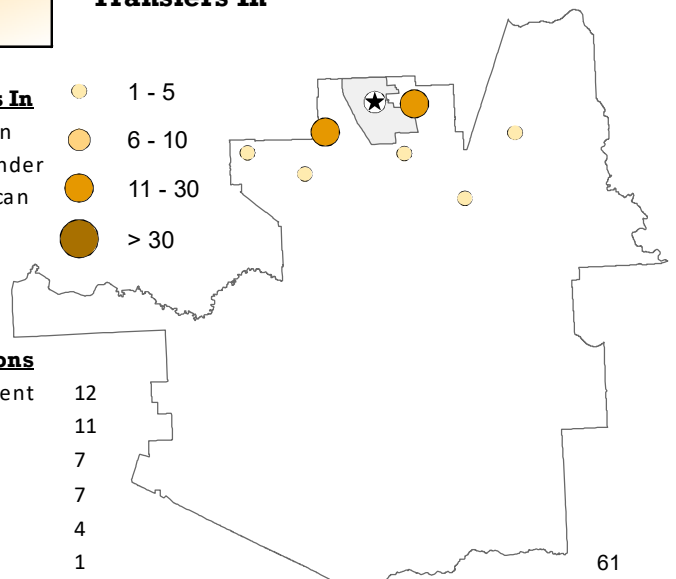 Transfers In
s In
n
nder
can
1 - 5
6 - 10
11 - 30
> 30
ons
ent 12
11
7
7
4
1
61